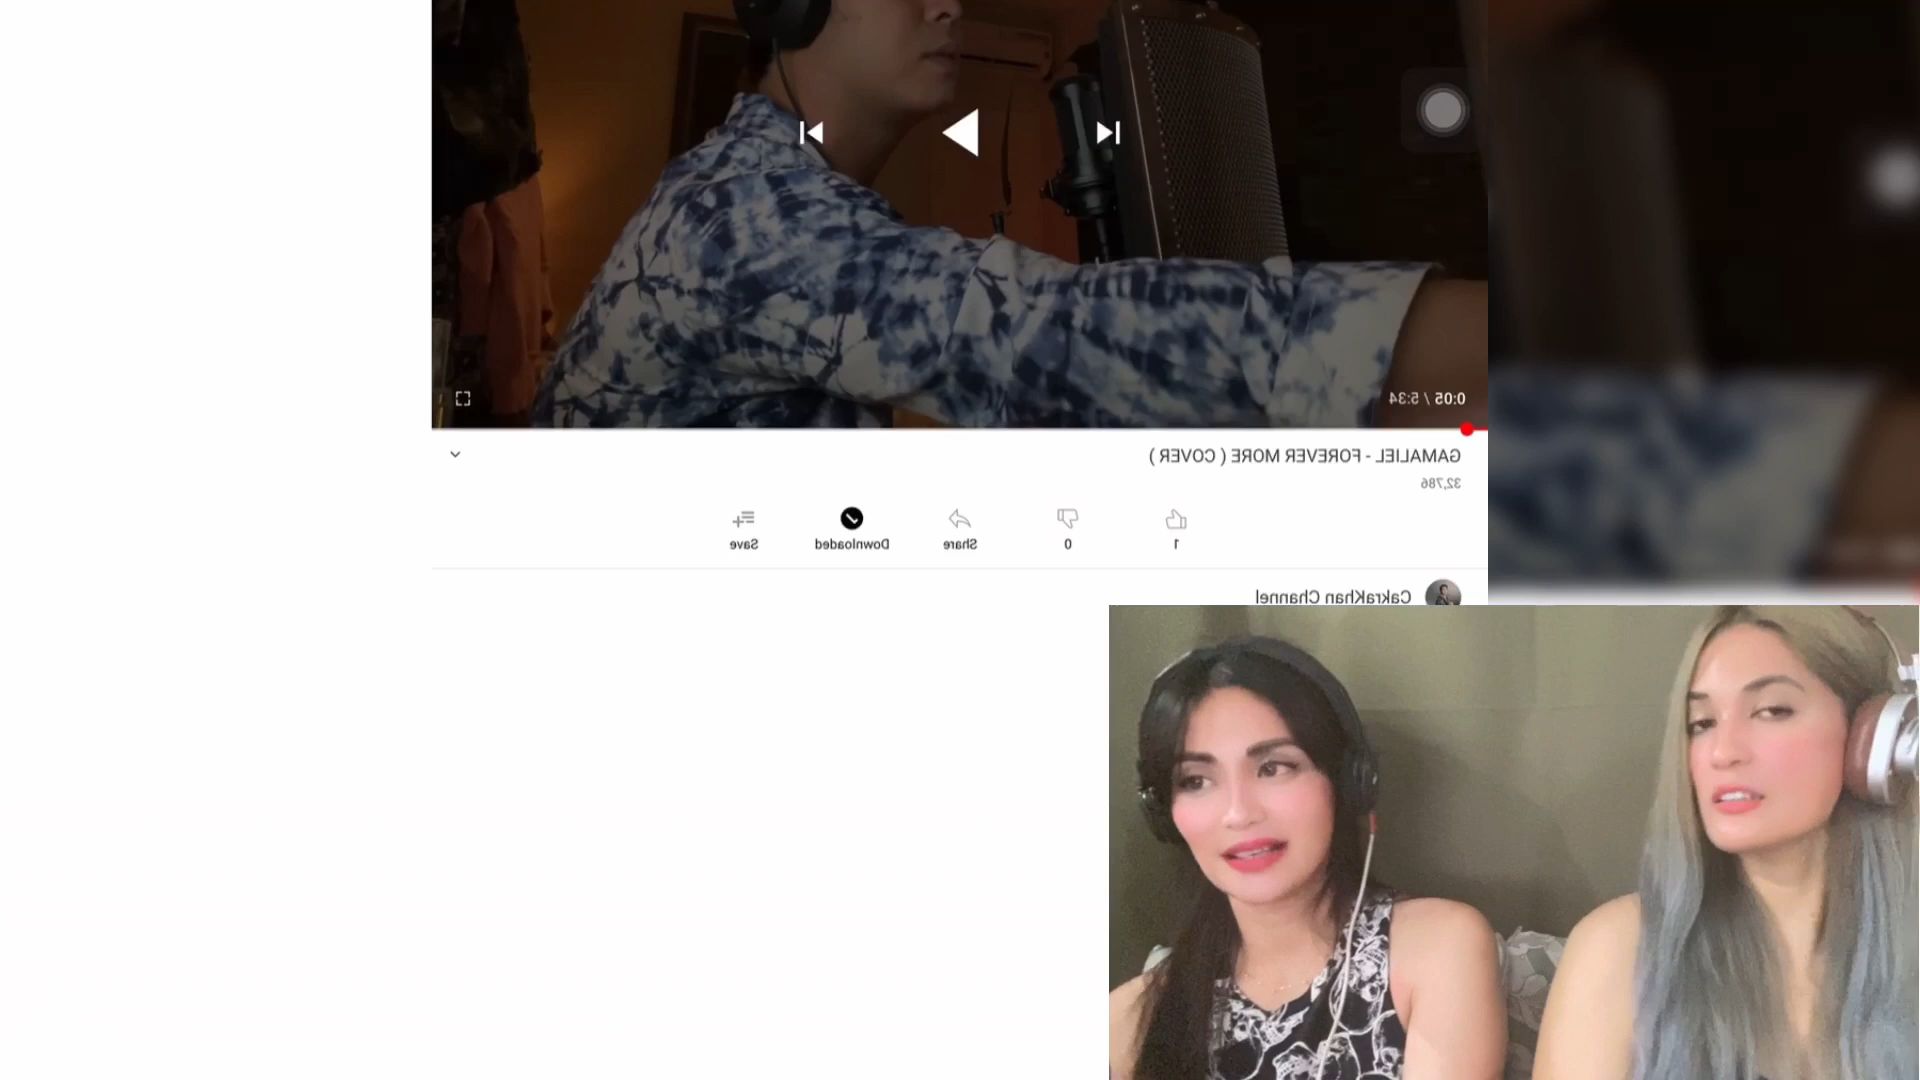 0:05 / 5:34
GAMALIEL - FOREVER MORE ( COVER )
32,786
1
0
Share
Downloaded
Save
CakraKhan Channel